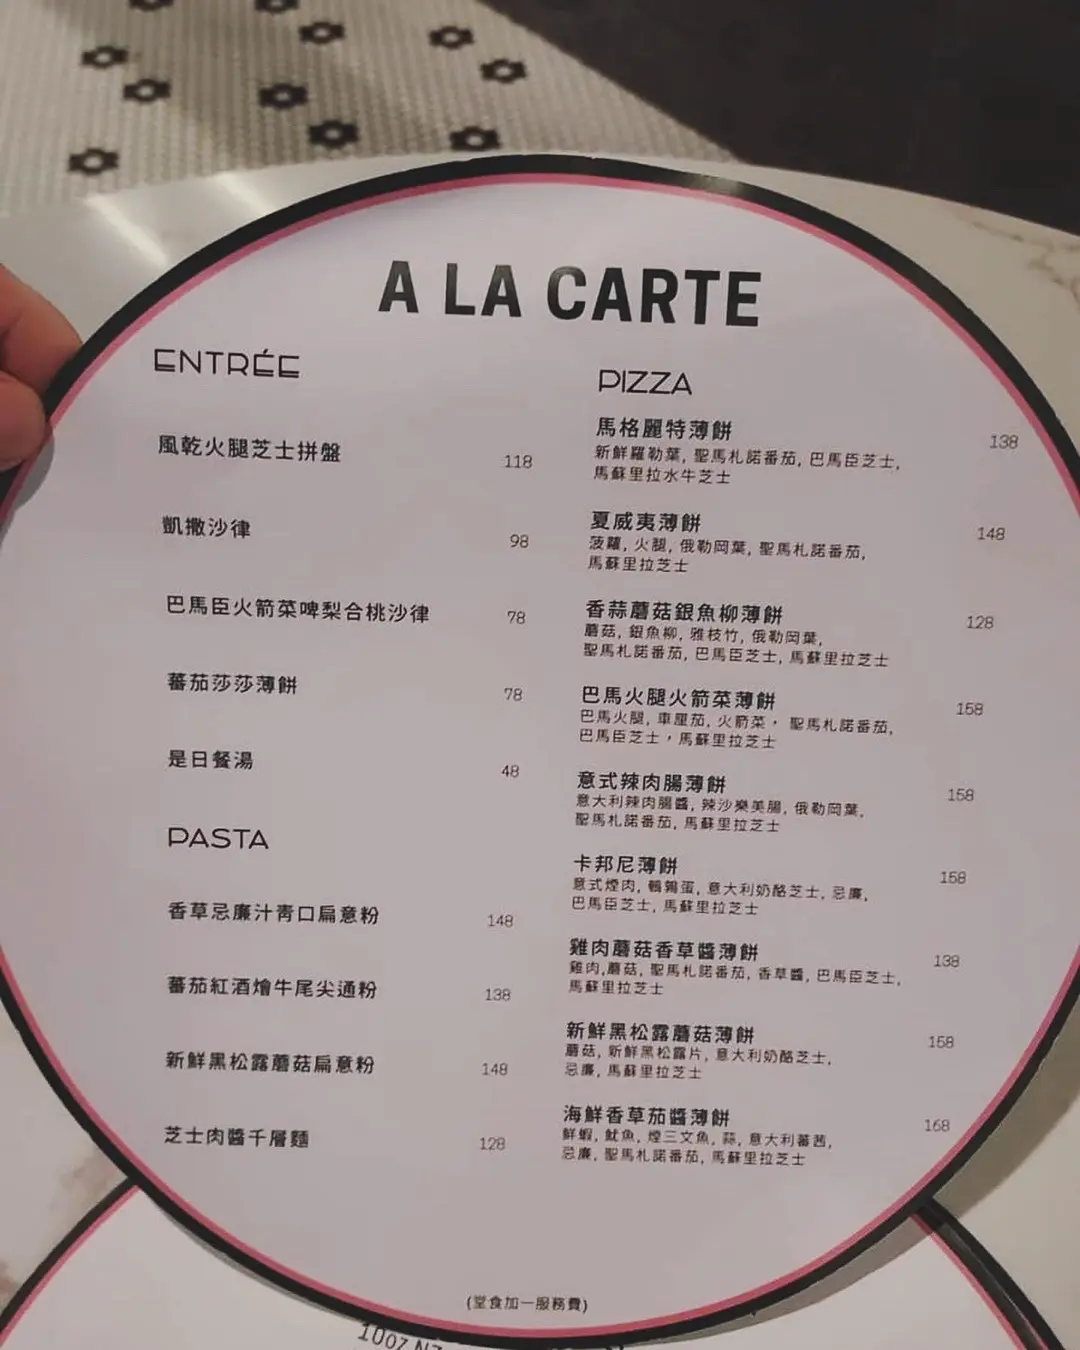 A LA CARTE
ENTRÉE
風乾火腿芝士拼盤 118
凱撒沙律 98
巴馬臣火箭菜啤梨合桃沙律 78
蕃茄莎莎薄餅 78
是日餐湯 48
PASTA
香草忌廉汁青口扁意粉 148
蕃茄紅酒燴牛尾尖通粉 138
新鮮黑松露蘑菇扁意粉 148
芝士肉醬千層麵 128
PIZZA
馬格麗特薄餅 138
新鮮羅勒葉, 聖馬札諾番茄, 巴馬臣芝士,
馬蘇里拉水牛芝士
夏威夷薄餅 148
菠蘿, 火腿, 俄勒岡葉, 聖馬札諾番茄,
馬蘇里拉芝士
香蒜蘑菇銀魚柳薄餅 128
蘑菇, 銀魚柳, 雅枝竹, 俄勒岡葉,
聖馬札諾番茄, 巴馬臣芝士, 馬蘇里拉芝士
巴馬火腿火箭菜薄餅 158
巴馬火腿, 車厘茄, 火箭菜, 聖馬札諾番茄,
巴馬臣芝士,馬蘇里拉芝士
意式辣肉腸薄餅 158
意大利辣肉腸醬, 辣沙樂美腸, 俄勒岡葉,
聖馬札諾番茄, 馬蘇里拉芝士
卡邦尼薄餅 158
意式煙肉, 鵪鶉蛋, 意大利奶酪芝士, 忌廉,
巴馬臣芝士, 馬蘇里拉芝士
雞肉蘑菇香草醬薄餅 138
雞肉,蘑菇, 聖馬札諾番茄, 香草醬, 巴馬臣芝士,
馬蘇里拉芝士
新鮮黑松露蘑菇薄餅 158
蘑菇, 新鮮黑松露片, 意大利奶酪芝士,
忌廉, 馬蘇里拉芝士
海鮮香草茄醬薄餅 168
鮮蝦, 魷魚, 煙三文魚, 蒜, 意大利蕃茜,
忌廉, 聖馬札諾番茄, 馬蘇里拉芝士
(堂食加一服務費)
10oz